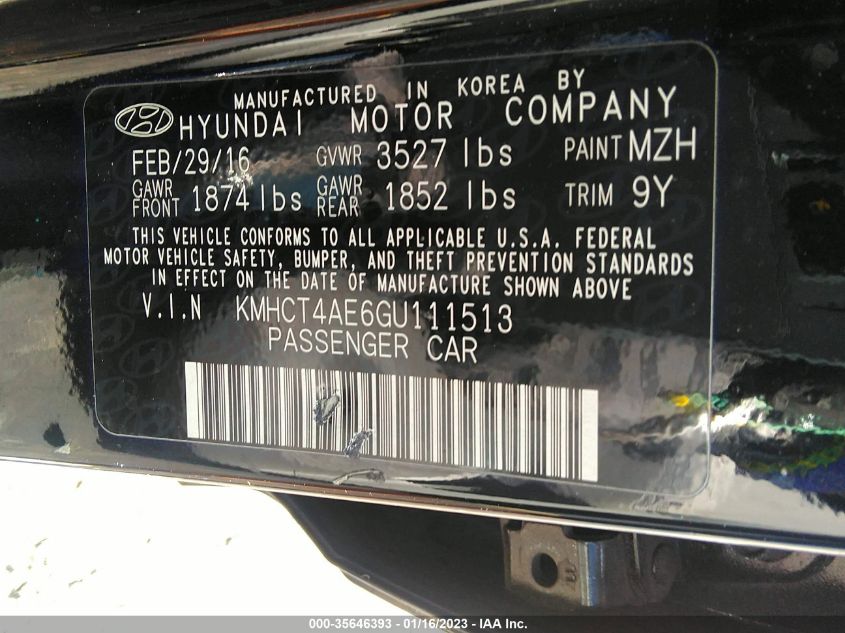 MANUFACTURED IN KOREA BY
HYUNDAI MOTOR COMPANY
FEB/29/16 GVWR 3527 lbs PAINT MZH
GAWR FRONT 1874 lbs GAWR REAR 1852 lbs TRIM 9Y
THIS VEHICLE CONFORMS TO ALL APPLICABLE U.S.A. FEDERAL
MOTOR VEHICLE SAFETY, BUMPER, AND THEFT PREVENTION STANDARDS
IN EFFECT ON THE DATE OF MANUFACTURE SHOWN ABOVE
V.I.N KMHCT4AE6GU111513
PASSENGER CAR
000-35646393 - 01/16/2023 - IAA Inc.